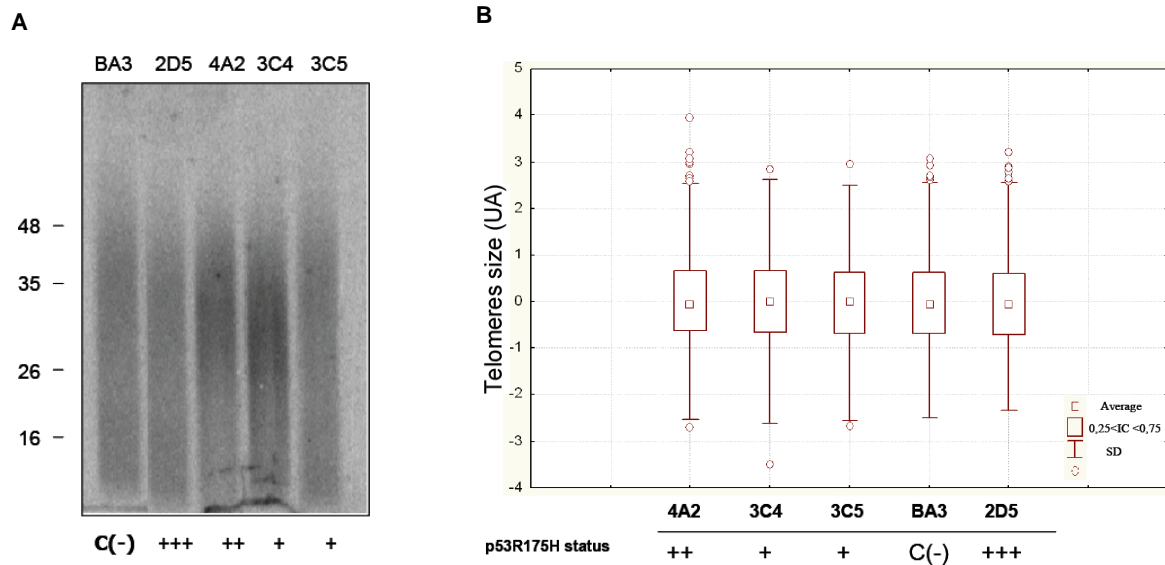 A
BA3 2D5 4A2 3C4 3C5
48
35
26
16
C(-) +++ ++ + +
B
Telomeres size (UA)
5
4
3
2
1
0
-1
-2
-3
-4
Average
0,25<IC <0,75
SD
4A2 3C4 3C5 BA3 2D5
p53R175H status
++ + + C(-) +++